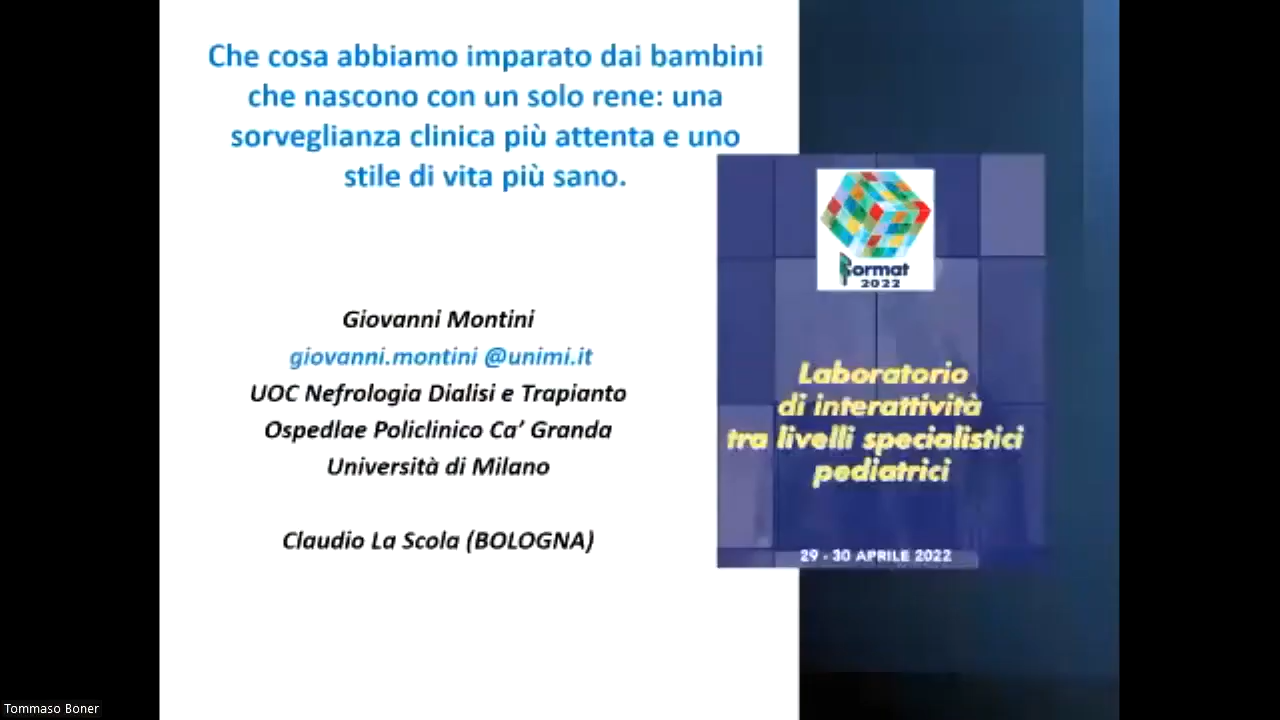 Che cosa abbiamo imparato dai bambini
che nascono con un solo rene: una
sorveglianza clinica più attenta e uno
stile di vita più sano.
Giovanni Montini
giovanni.montini @unimi.it
UOC Nefrologia Dialisi e Trapianto
Ospedlae Policlinico Ca’ Granda
Università di Milano
Claudio La Scola (BOLOGNA)
Format
2022
Laboratorio
di interattività
tra livelli specialistici
pediatrici
29 - 30 APRILE 2022
Tommaso Boner